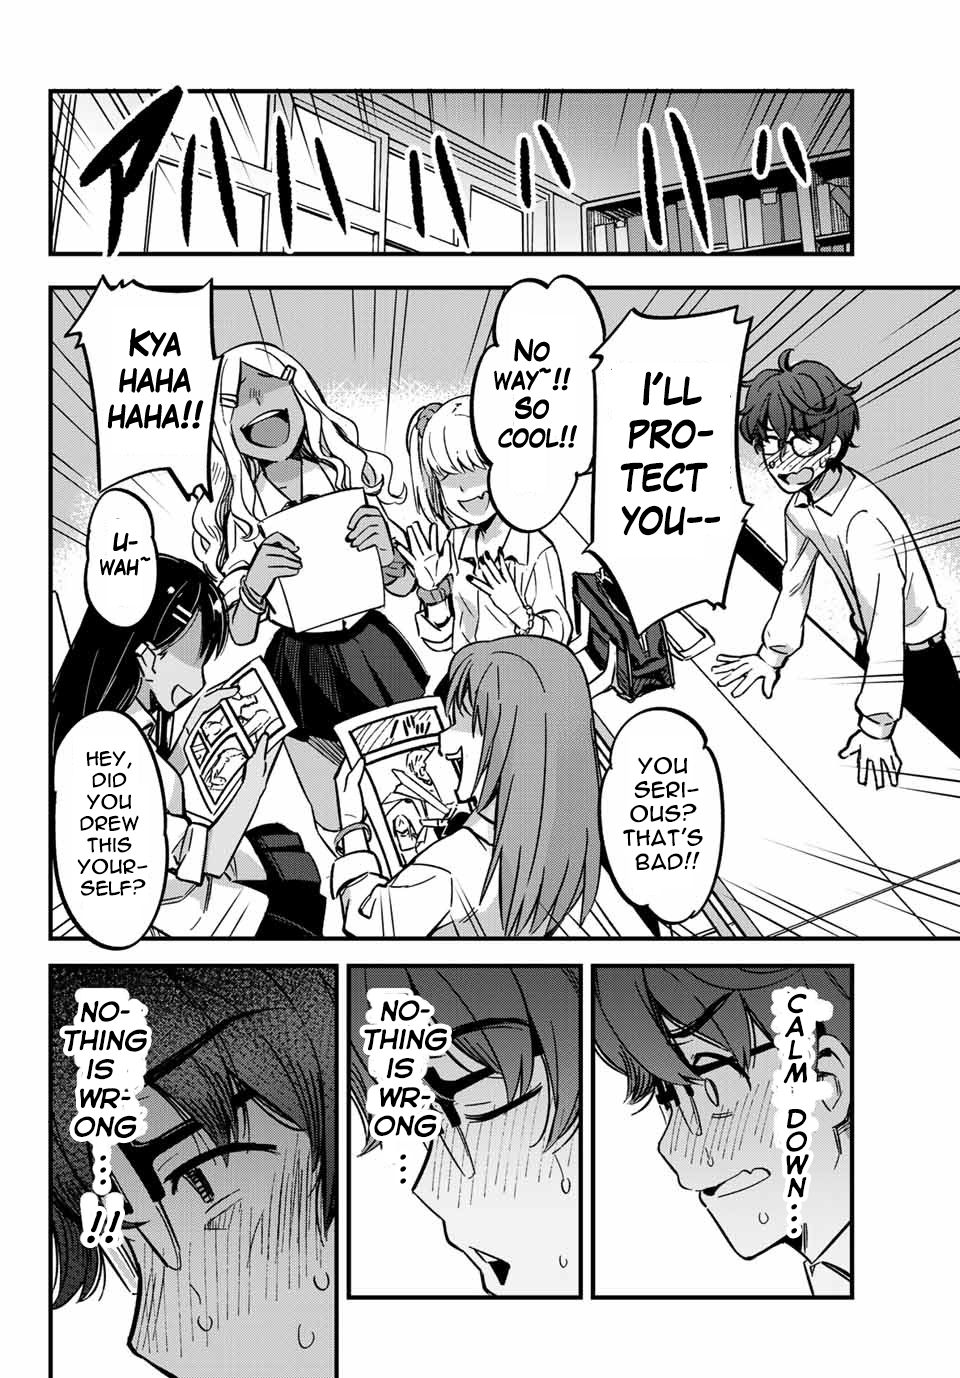 アハハハハハハハ
I'LL
PRO-
TECT
YOU--
NO
WAY~!!
SO
COOL!!
KYA
HAHA
HAHA!!
U-
WAH~
YOU
SERI-
OUS?
THAT'S
BAD!!
HEY,
DID
YOU
DREW
THIS
YOUR-
SELF?
CALM DOWN...
NO-
THING
IS
WR-
ONG
...
NO-
THING
IS
WR-
ONG
...
!!